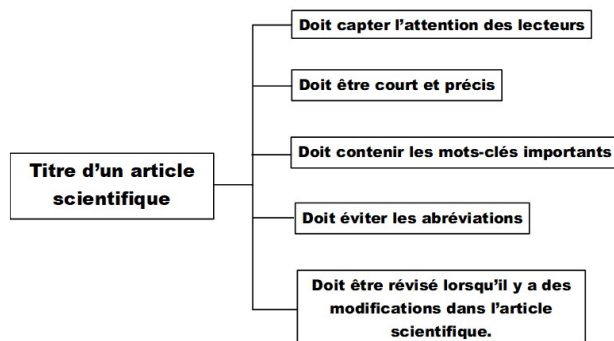 Doit capter l'attention des lecteurs
Doit être court et précis
Titre d'un article
scientifique
Doit contenir les mots-clés importants
Doit éviter les abréviations
Doit être révisé lorsqu'il y a des
modifications dans l'article
scientifique.